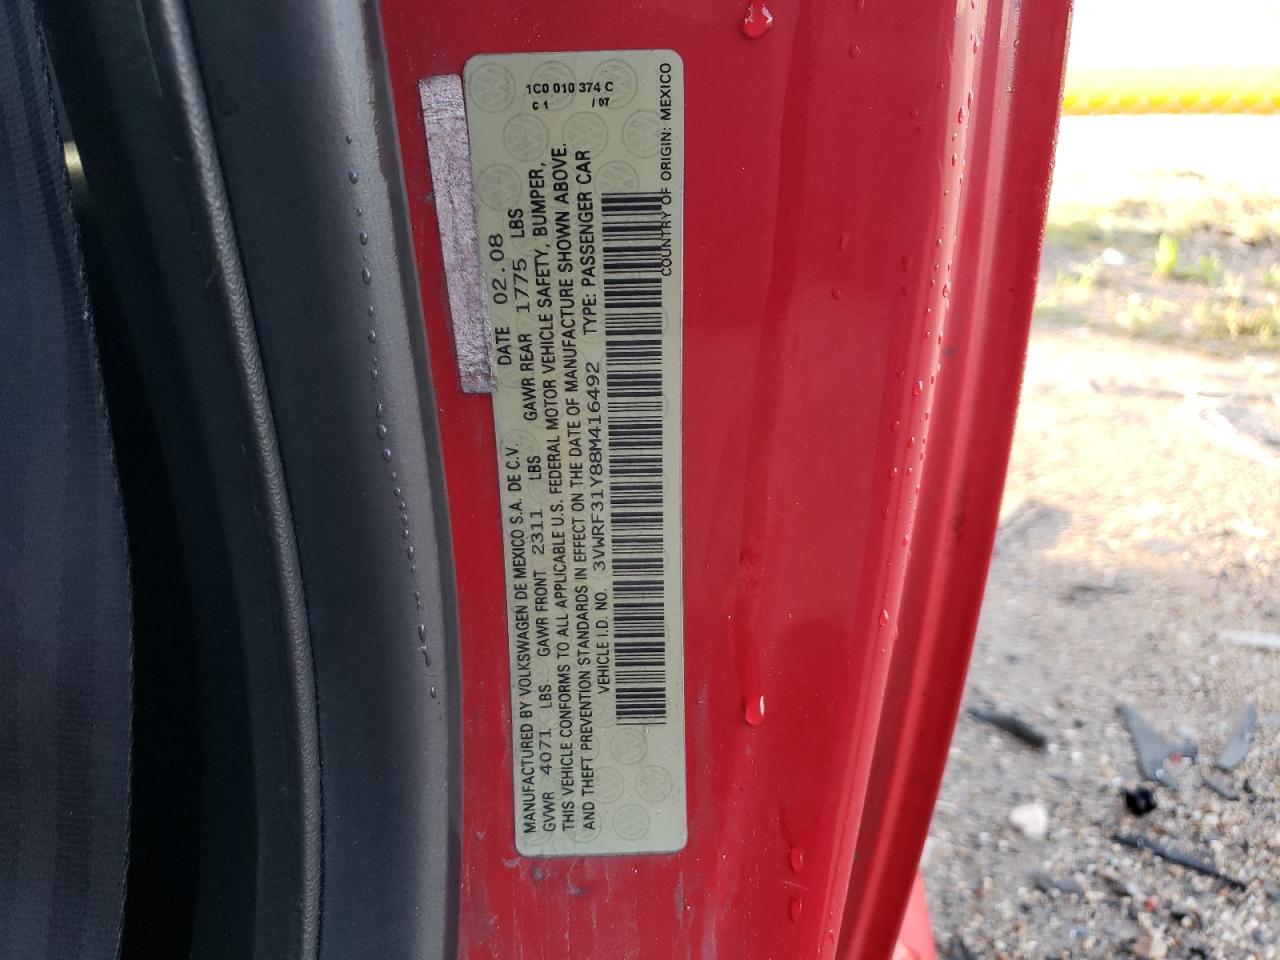 1C0 010 374 C
C 1 / 97
MANUFACTURED BY VOLKSWAGEN DE MEXICO S.A. DE C.V. DATE 02.08
GVWR 4071 LBS GAWR FRONT 2311 LBS GAWR REAR 1775 LBS
THIS VEHICLE CONFORMS TO ALL APPLICABLE U.S. FEDERAL MOTOR VEHICLE SAFETY, BUMPER,
AND THEFT PREVENTION STANDARDS IN EFFECT ON THE DATE OF MANUFACTURE SHOWN ABOVE.
VEHICLE I.D. NO. 3VWRF31Y88M416492 TYPE: PASSENGER CAR
COUNTRY OF ORIGIN: MEXICO